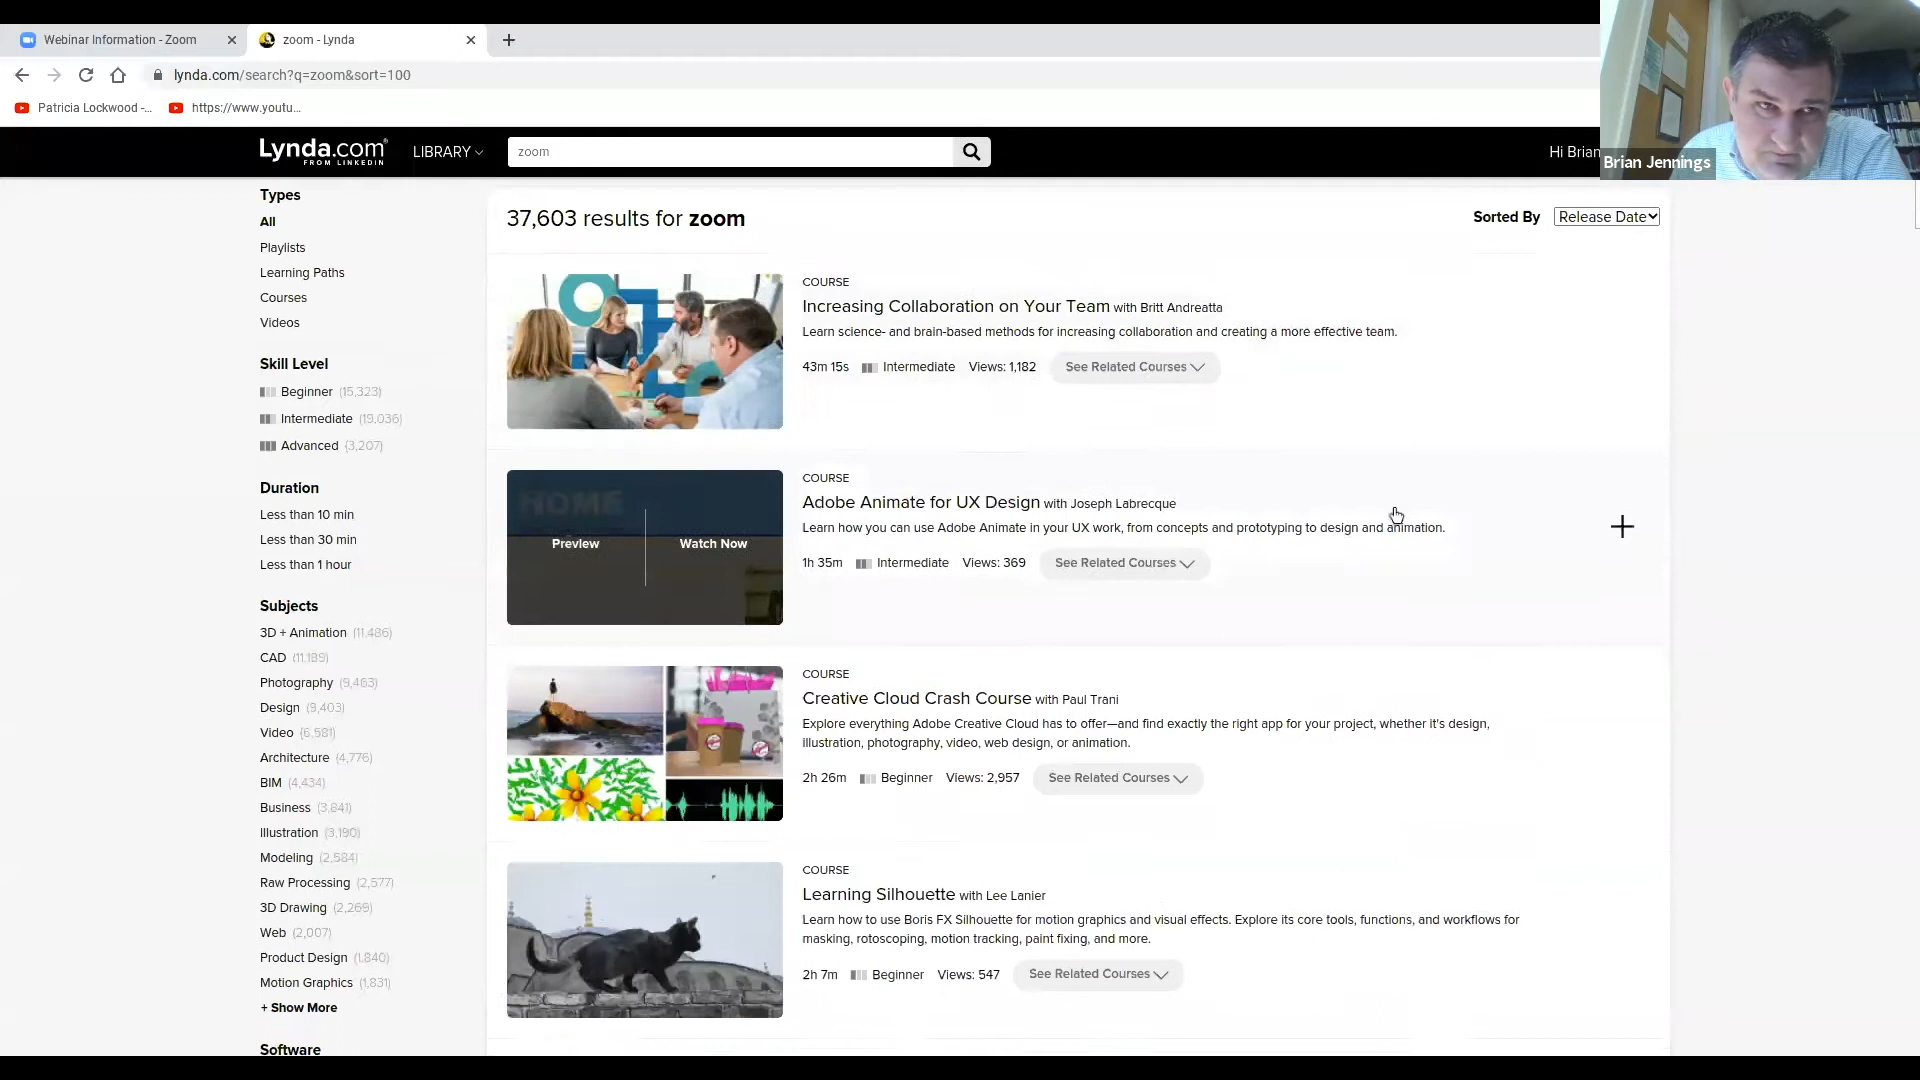 Webinar Information - Zoom
zoom - Lynda
lynda.com/search?q=zoom&sort=100
Patricia Lockwood -...
https://www.youtu...
Lynda.com
FROM LINKEDIN
LIBRARY
zoom
Hi Brian
Brian Jennings
Types
All
Playlists
Learning Paths
Courses
Videos
Skill Level
Beginner (15,323)
Intermediate (19,036)
Advanced (3,207)
Duration
Less than 10 min
Less than 30 min
Less than 1 hour
Subjects
3D + Animation (11,486)
CAD (11,189)
Photography (9,463)
Design (9,403)
Video (6,581)
Architecture (4,776)
BIM (4,434)
Business (3,841)
Illustration (3,190)
Modeling (2,584)
Raw Processing (2,577)
3D Drawing (2,269)
Web (2,007)
Product Design (1,840)
Motion Graphics (1,831)
+ Show More
Software
37,603 results for zoom
Sorted By Release Date
COURSE
Increasing Collaboration on Your Team with Britt Andreatta
Learn science- and brain-based methods for increasing collaboration and creating a more effective team.
43m 15s Intermediate Views: 1,182 See Related Courses
HOME
Preview
Watch Now
COURSE
Adobe Animate for UX Design with Joseph Labrecque
Learn how you can use Adobe Animate in your UX work, from concepts and prototyping to design and animation.
1h 35m Intermediate Views: 369 See Related Courses
COURSE
Creative Cloud Crash Course with Paul Trani
Explore everything Adobe Creative Cloud has to offer—and find exactly the right app for your project, whether it's design,
illustration, photography, video, web design, or animation.
2h 26m Beginner Views: 2,957 See Related Courses
COURSE
Learning Silhouette with Lee Lanier
Learn how to use Boris FX Silhouette for motion graphics and visual effects. Explore its core tools, functions, and workflows for
masking, rotoscoping, motion tracking, paint fixing, and more.
2h 7m Beginner Views: 547 See Related Courses